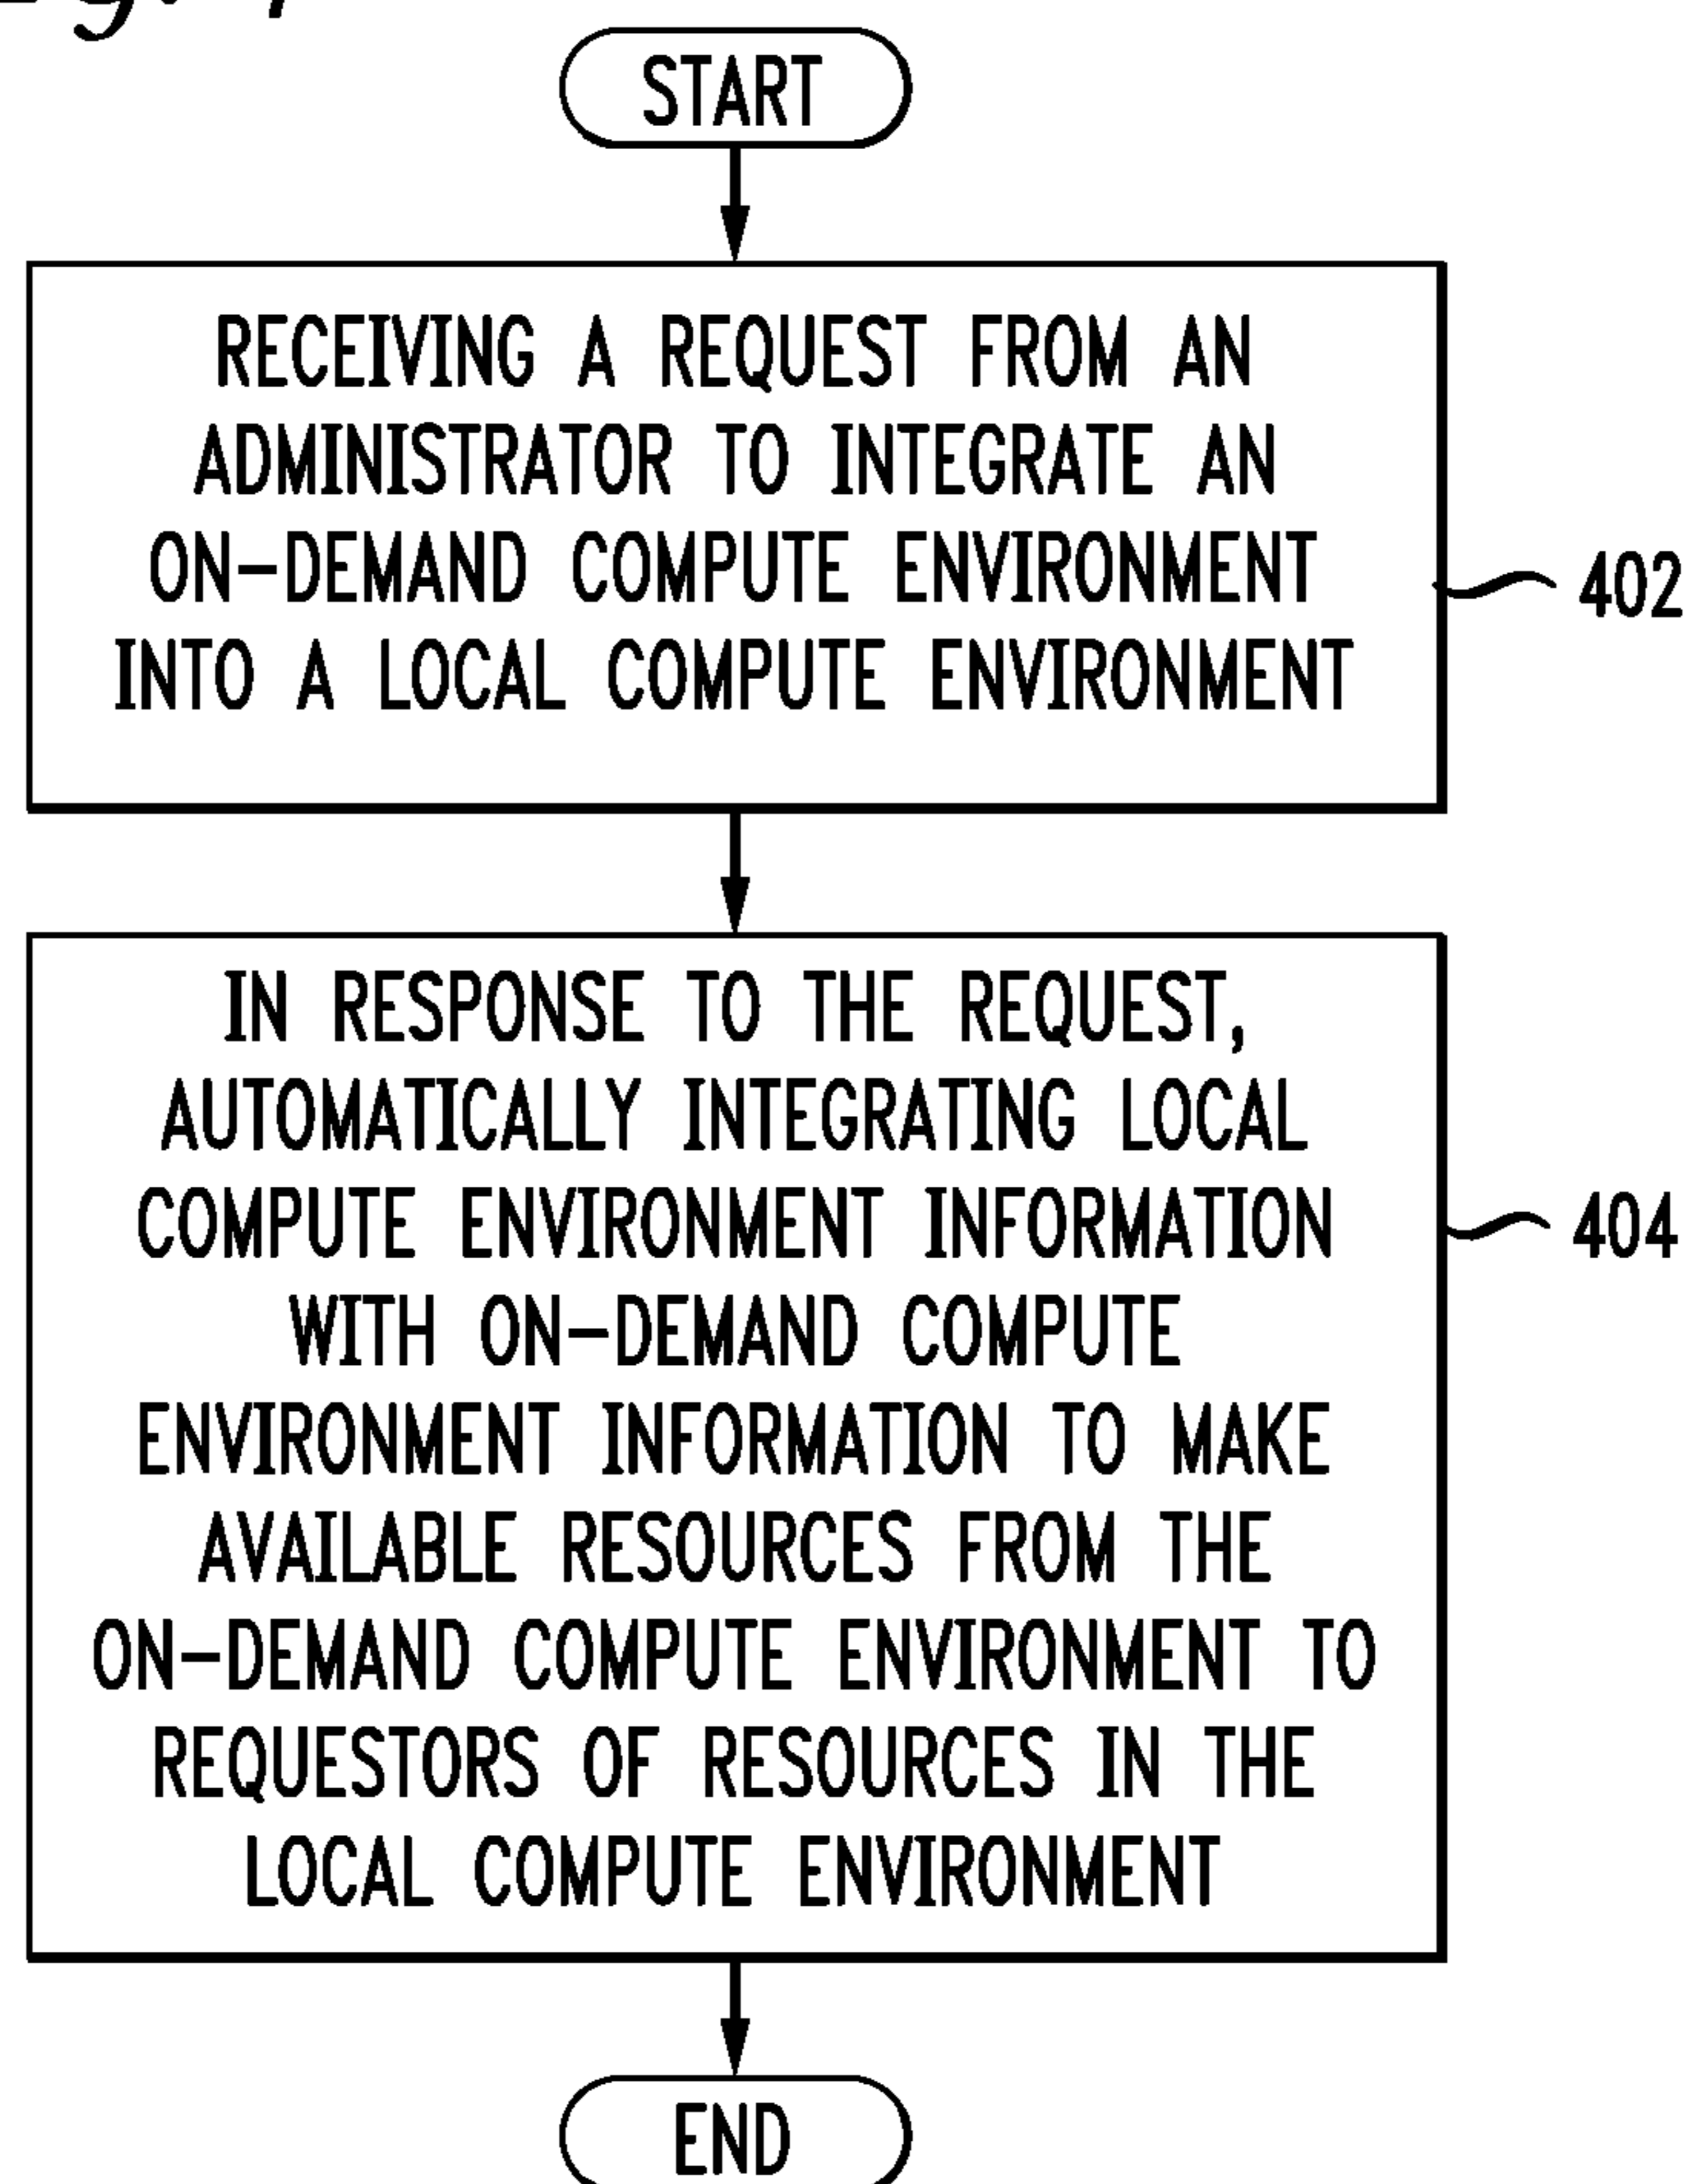 START
RECEIVING A REQUEST FROM AN
ADMINISTRATOR TO INTEGRATE AN
ON-DEMAND COMPUTE ENVIRONMENT
INTO A LOCAL COMPUTE ENVIRONMENT
402
IN RESPONSE TO THE REQUEST,
AUTOMATICALLY INTEGRATING LOCAL
COMPUTE ENVIRONMENT INFORMATION
WITH ON-DEMAND COMPUTE
ENVIRONMENT INFORMATION TO MAKE
AVAILABLE RESOURCES FROM THE
ON-DEMAND COMPUTE ENVIRONMENT TO
REQUESTORS OF RESOURCES IN THE
LOCAL COMPUTE ENVIRONMENT
404
END